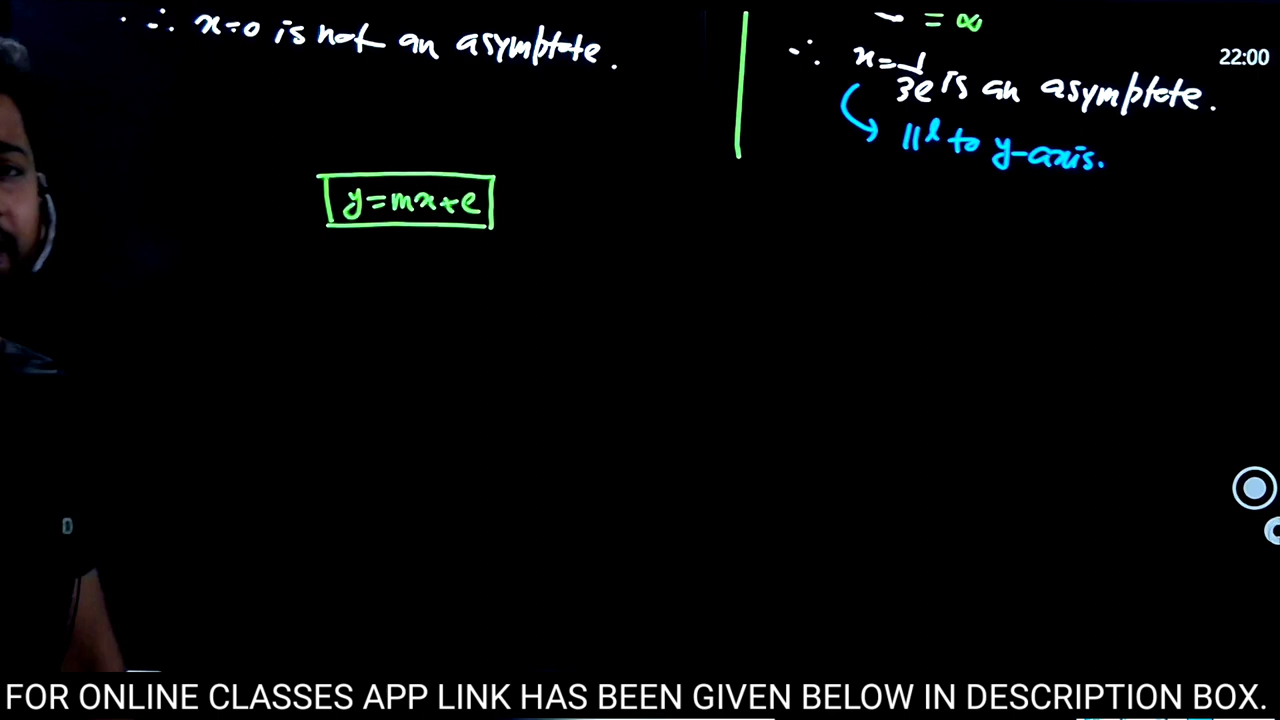 ∴ x=0 is not an asymptote.
= ∞
22:00
∴ x=-1/3e is an asymptote.
→ ||l to y-axis.
y=mx+c
FOR ONLINE CLASSES APP LINK HAS BEEN GIVEN BELOW IN DESCRIPTION BOX.